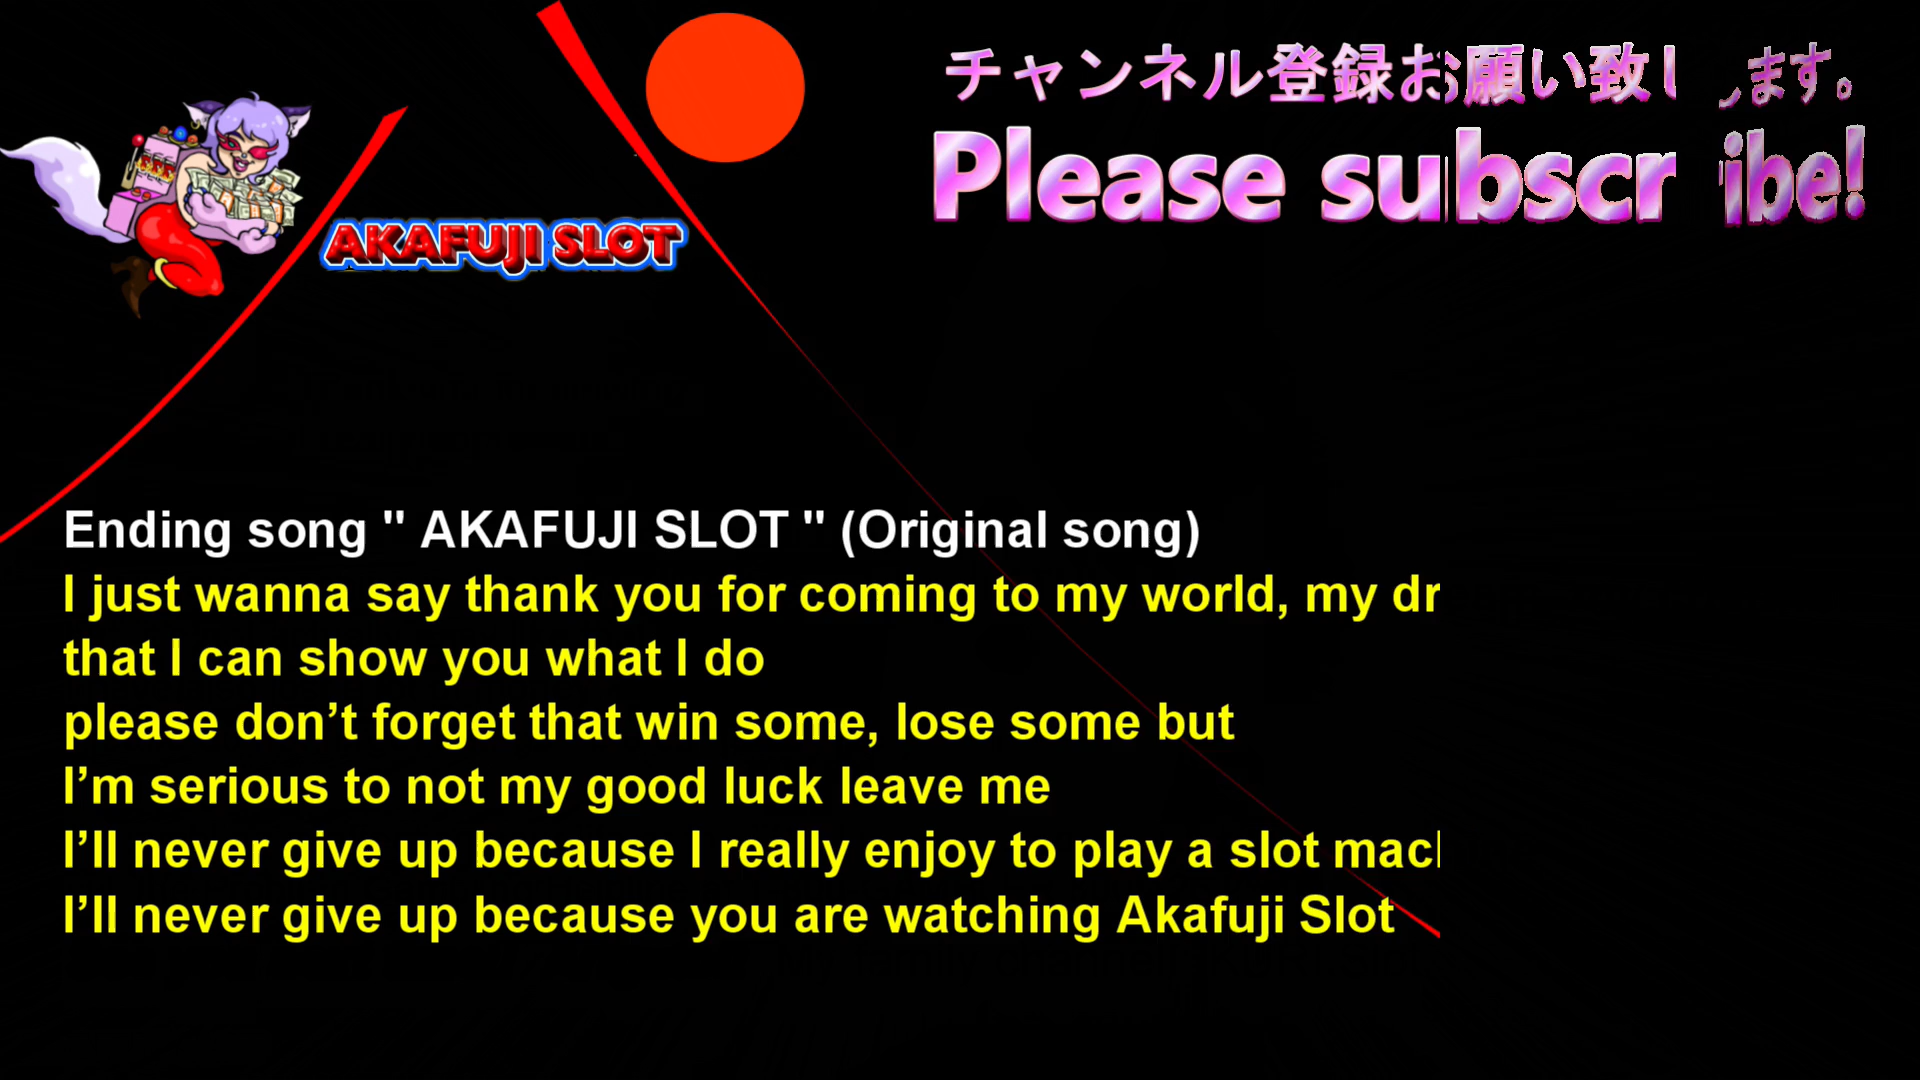 チャンネル登録お願い致します。
Please subscribe!
AKAFUJI SLOT
Ending song " AKAFUJI SLOT " (Original song)
I just wanna say thank you for coming to my world, my dr
that I can show you what I do
please don’t forget that win some, lose some but
I’m serious to not my good luck leave me
I’ll never give up because I really enjoy to play a slot mac
I’ll never give up because you are watching Akafuji Slot